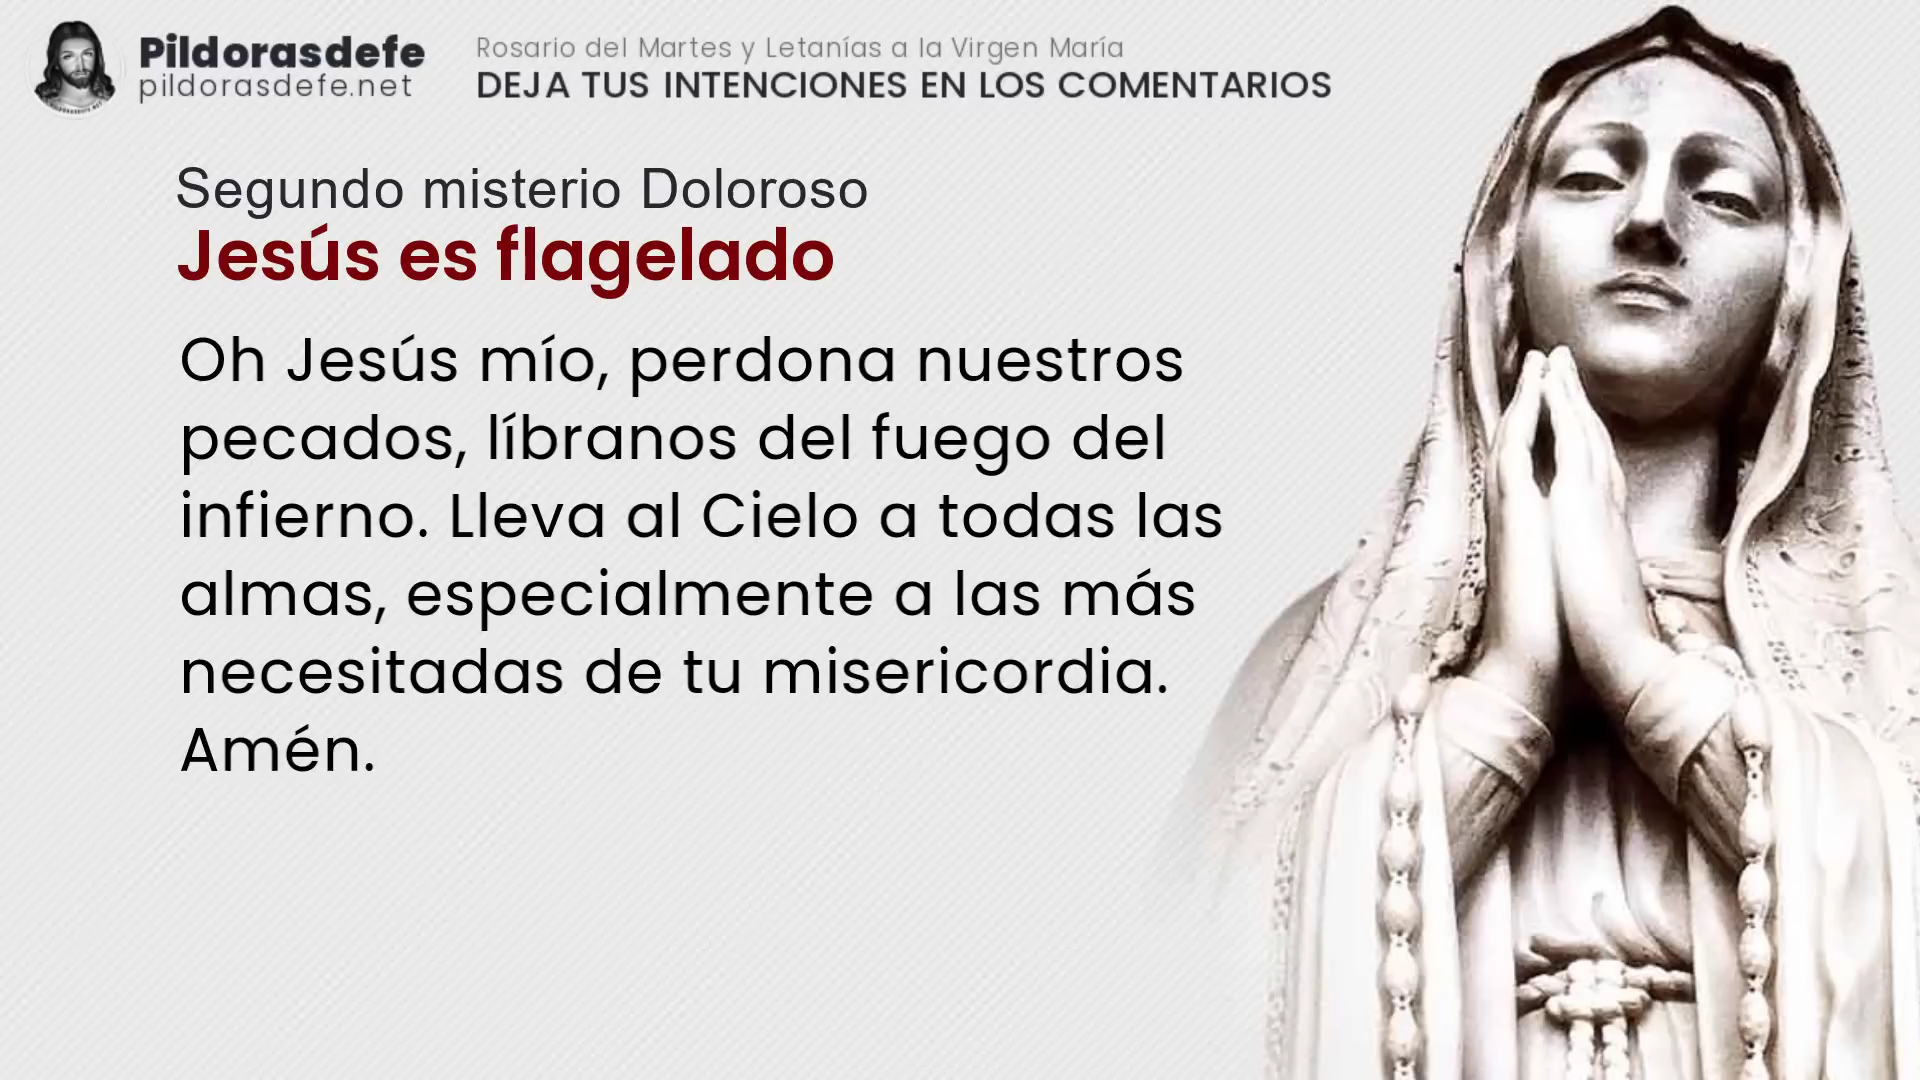 Pildorasdefe
pildorasdefe.net
Rosario del Martes y Letanías a la Virgen María
DEJA TUS INTENCIONES EN LOS COMENTARIOS
Segundo misterio Doloroso
Jesús es flagelado
Oh Jesús mío, perdona nuestros
pecados, líbranos del fuego del
infierno. Lleva al Cielo a todas las
almas, especialmente a las más
necesitadas de tu misericordia.
Amén.